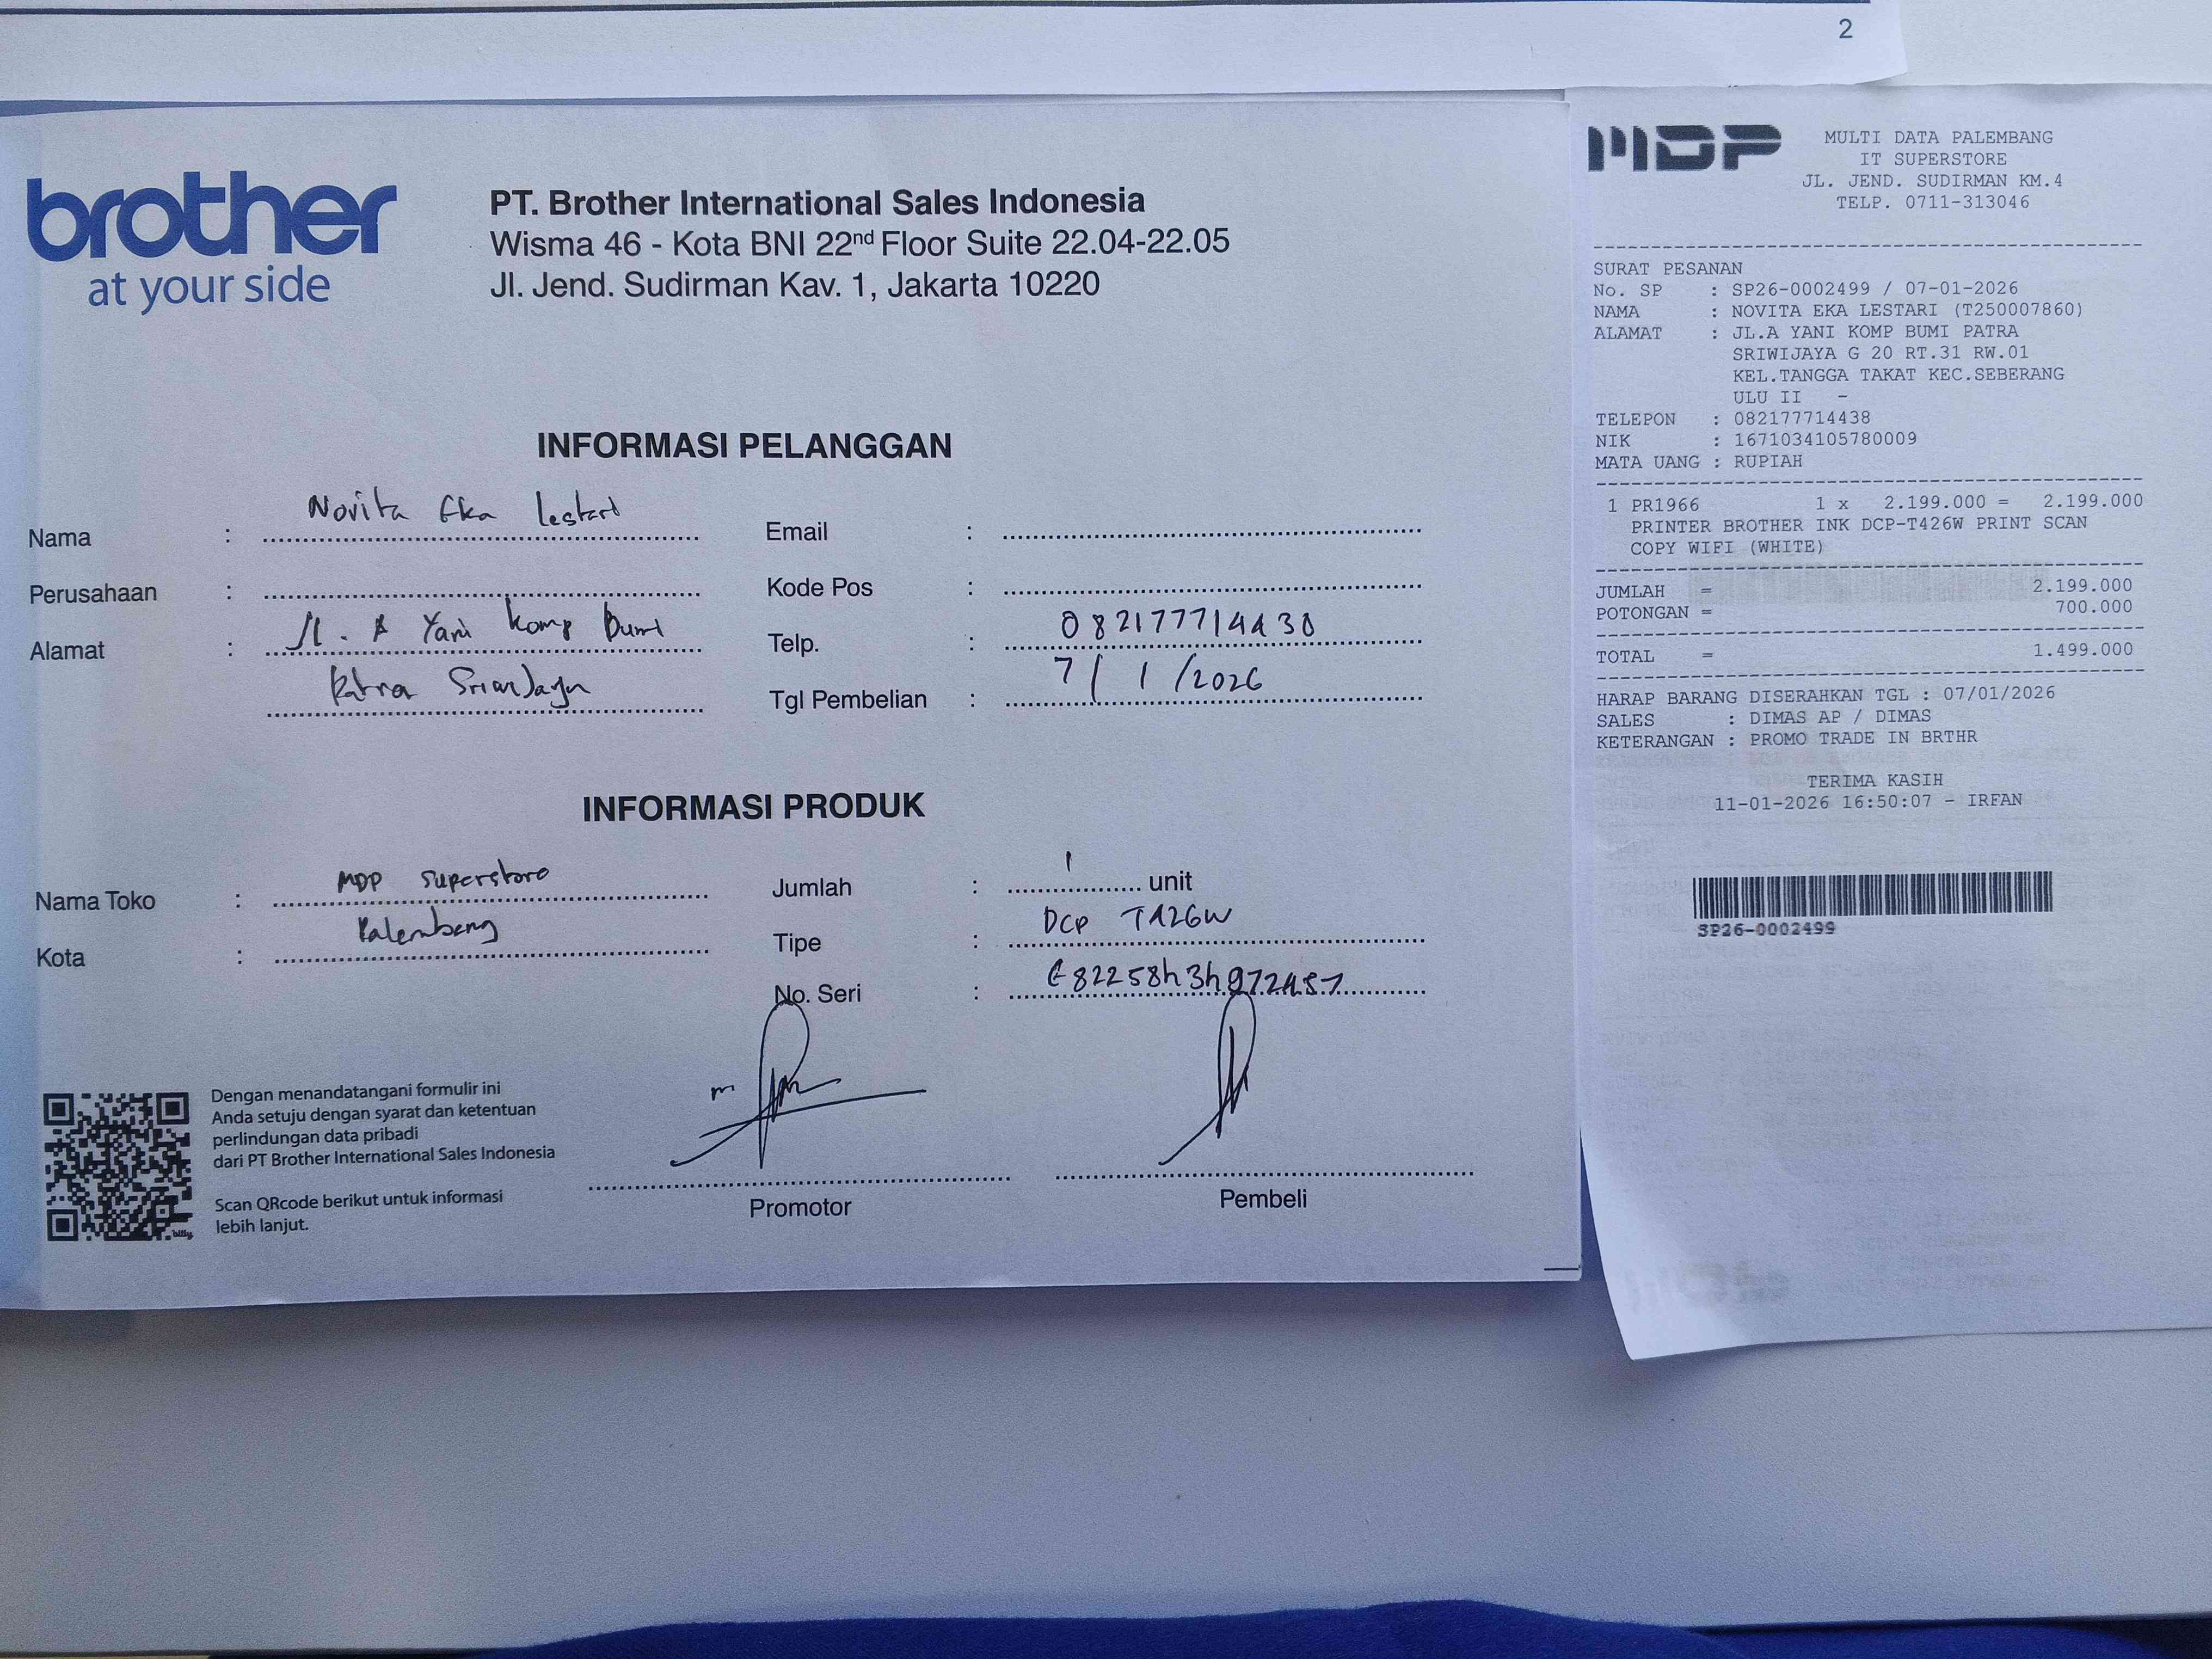 2
brother
at your side
PT. Brother International Sales Indonesia
Wisma 46 - Kota BNI 22nd Floor Suite 22.04-22.05
Jl. Jend. Sudirman Kav. 1, Jakarta 10220
INFORMASI PELANGGAN
Nama : Novita Eka Lestari
Perusahaan :
Alamat : Jl. A Yani Komp Bumi
Patra Sriwijaya
Email :
Kode Pos :
Telp. : 082177714430
Tgl Pembelian : 7/1/2026
INFORMASI PRODUK
Nama Toko : MDP Superstore
Kota : Palembang
Jumlah : 1 unit
Tipe : DCP T426W
No. Seri :
Dengan menandatangani formulir ini
Anda setuju dengan syarat dan ketentuan
perlindungan data pribadi
dari PT Brother International Sales Indonesia
Scan QRcode berikut untuk informasi
lebih lanjut.
bitly
Promotor
Pembeli
MDP
MULTI DATA PALEMBANG
IT SUPERSTORE
JL. JEND. SUDIRMAN KM.4
TELP. 0711-313046
SURAT PESANAN
No. SP : SP26-0002499 / 07-01-2026
NAMA : NOVITA EKA LESTARI (T250007860)
ALAMAT : JL.A YANI KOMP BUMI PATRA
SRIWIJAYA G 20 RT.31 RW.01
KEL.TANGGA TAKAT KEC.SEBERANG
ULU II -
TELEPON : 082177714438
NIK : 1671034105780009
MATA UANG : RUPIAH
1 PR1966 1 x 2.199.000 = 2.199.000
PRINTER BROTHER INK DCP-T426W PRINT SCAN
COPY WIFI (WHITE)
JUMLAH = 2.199.000
POTONGAN = 700.000
TOTAL = 1.499.000
HARAP BARANG DISERAHKAN TGL : 07/01/2026
SALES : DIMAS AP / DIMAS
KETERANGAN : PROMO TRADE IN BRTHR
TERIMA KASIH
11-01-2026 16:50:07 - IRFAN
SP26-0002499